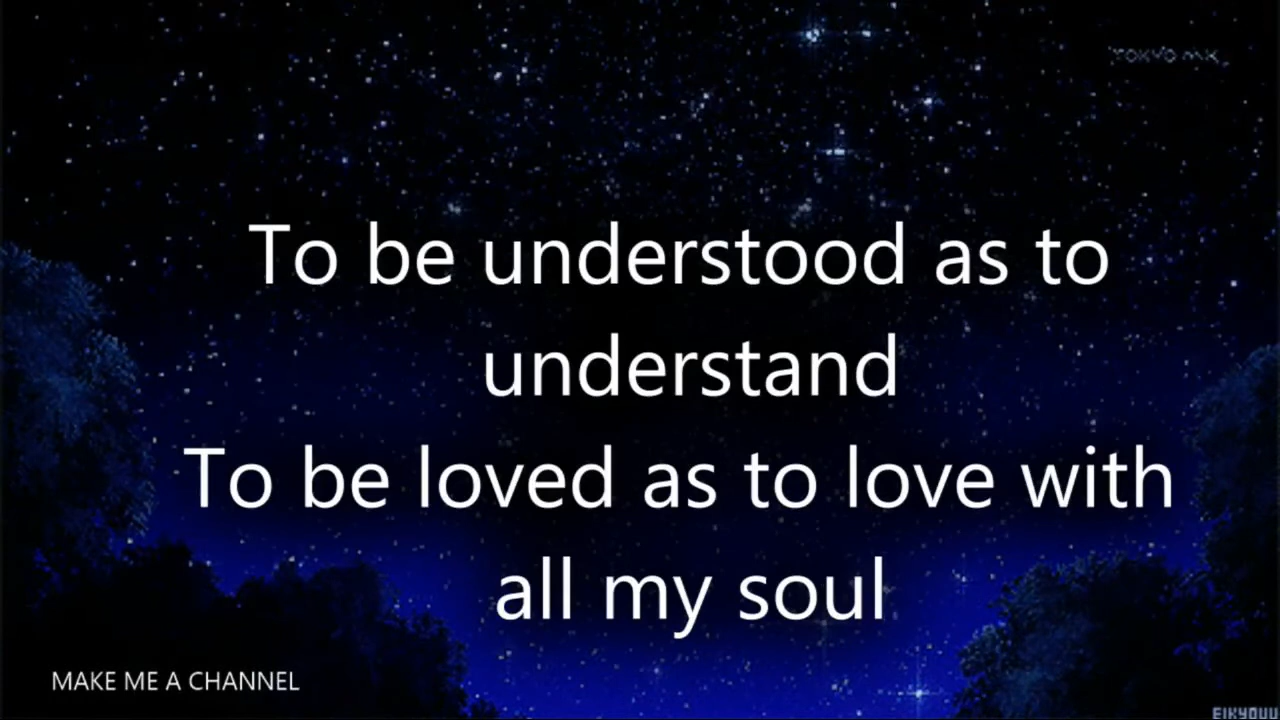 To be understood as to
understand
To be loved as to love with
all my soul
MAKE ME A CHANNEL
EIKYOUU